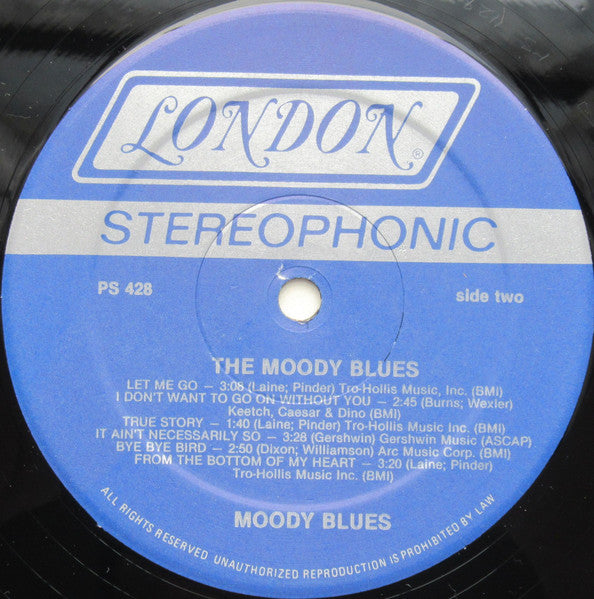 LONDON®
STEREOPHONIC
PS 428
side two
THE MOODY BLUES
LET ME GO — 3:08 (Laine; Pinder) Tro-Hollis Music, Inc. (BMI)
I DON'T WANT TO GO ON WITHOUT YOU — 2:45 (Burns; Wexler)
Keetch, Caesar & Dino (BMI)
TRUE STORY — 1:40 (Laine; Pinder) Tro-Hollis Music Inc. (BMI)
IT AIN'T NECESSARILY SO — 3:28 (Gershwin) Gershwin Music (ASCAP)
BYE BYE BIRD — 2:50 (Dixon; Williamson) Arc Music Corp. (BMI)
FROM THE BOTTOM OF MY HEART — 3:20 (Laine; Pinder)
Tro-Hollis Music Inc. (BMI)
MOODY BLUES
ALL RIGHTS RESERVED UNAUTHORIZED REPRODUCTION IS PROHIBITED BY LAW